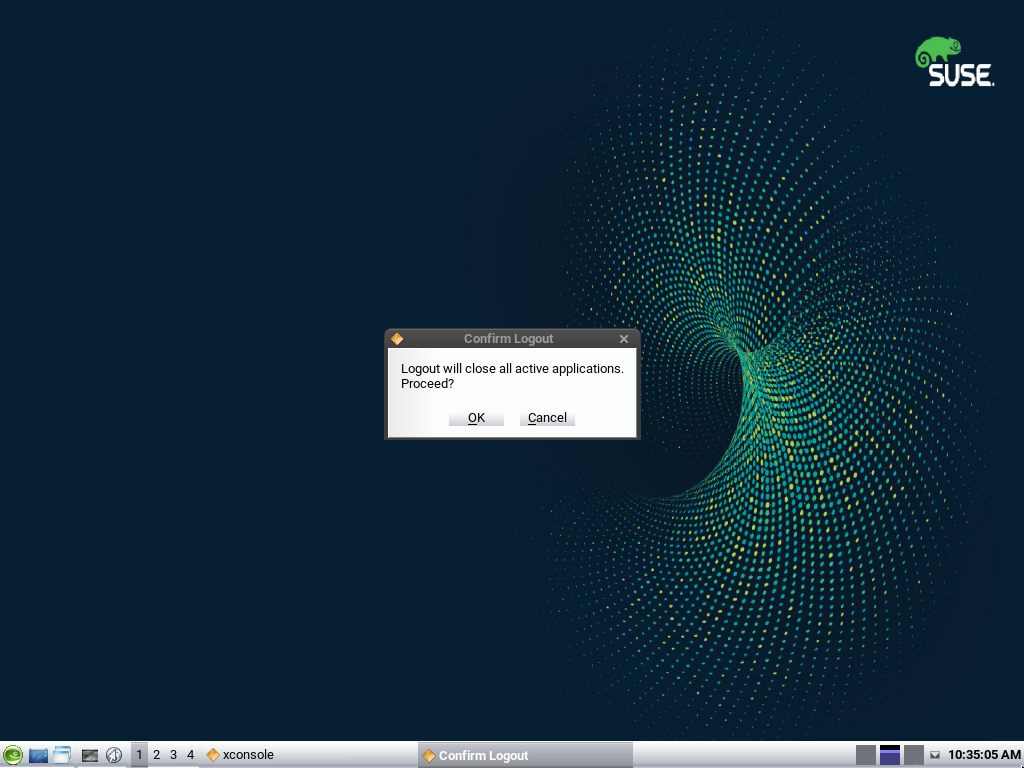 SUSE.
Confirm Logout
Logout will close all active applications.
Proceed?
OK Cancel
1 2 3 4 xconsole Confirm Logout 10:35:05 AM